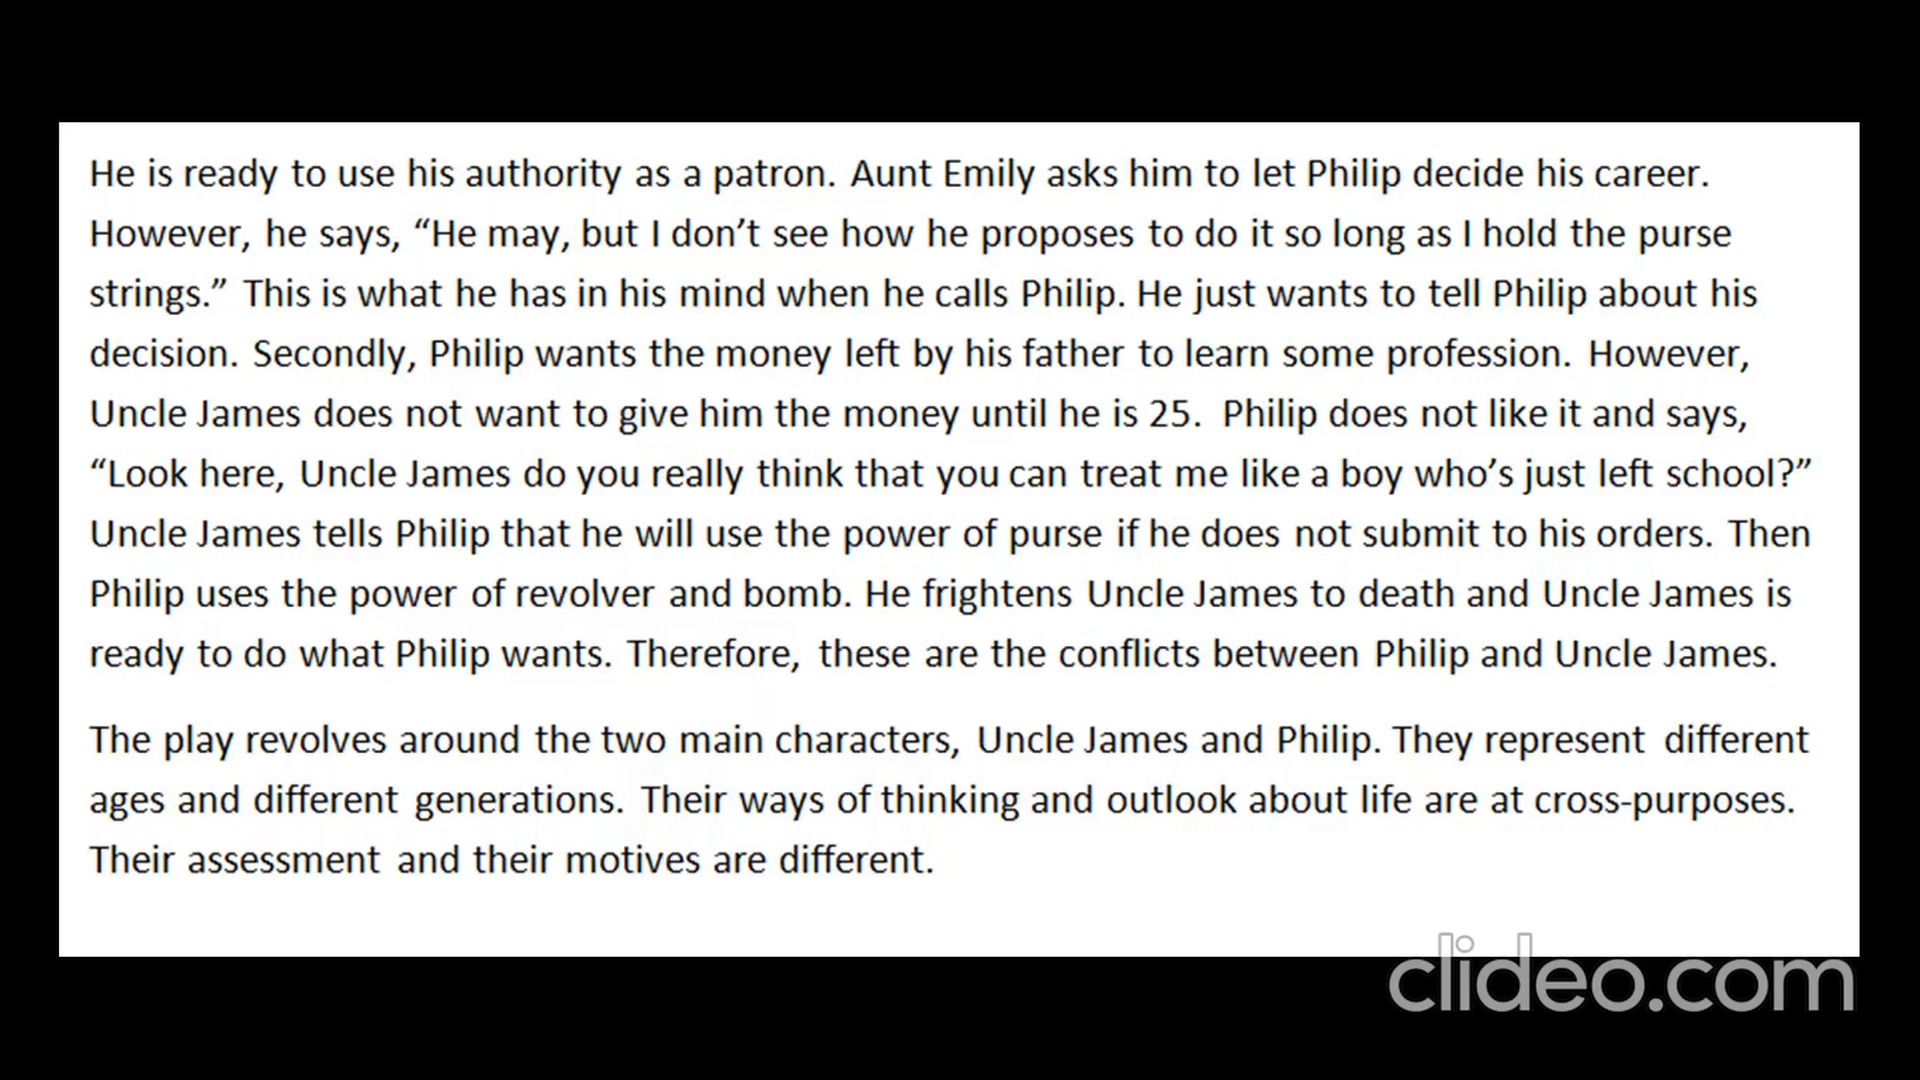 He is ready to use his authority as a patron. Aunt Emily asks him to let Philip decide his career.
However, he says, “He may, but I don’t see how he proposes to do it so long as I hold the purse
strings.” This is what he has in his mind when he calls Philip. He just wants to tell Philip about his
decision. Secondly, Philip wants the money left by his father to learn some profession. However,
Uncle James does not want to give him the money until he is 25. Philip does not like it and says,
“Look here, Uncle James do you really think that you can treat me like a boy who’s just left school?”
Uncle James tells Philip that he will use the power of purse if he does not submit to his orders. Then
Philip uses the power of revolver and bomb. He frightens Uncle James to death and Uncle James is
ready to do what Philip wants. Therefore, these are the conflicts between Philip and Uncle James.
The play revolves around the two main characters, Uncle James and Philip. They represent different
ages and different generations. Their ways of thinking and outlook about life are at cross-purposes.
Their assessment and their motives are different.
clideo.com